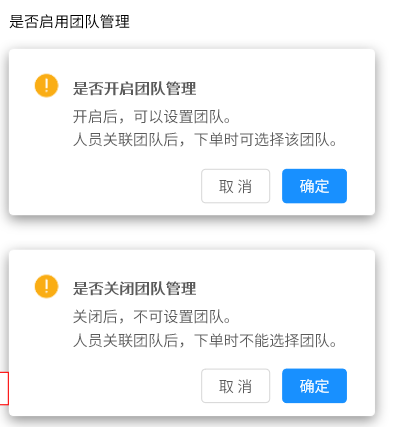 是否启用团队管理
是否开启团队管理
开启后，可以设置团队。
人员关联团队后，下单时可选择该团队。
取 消
确定
是否关闭团队管理
关闭后，不可设置团队。
人员关联团队后，下单时不能选择团队。
取 消
确定